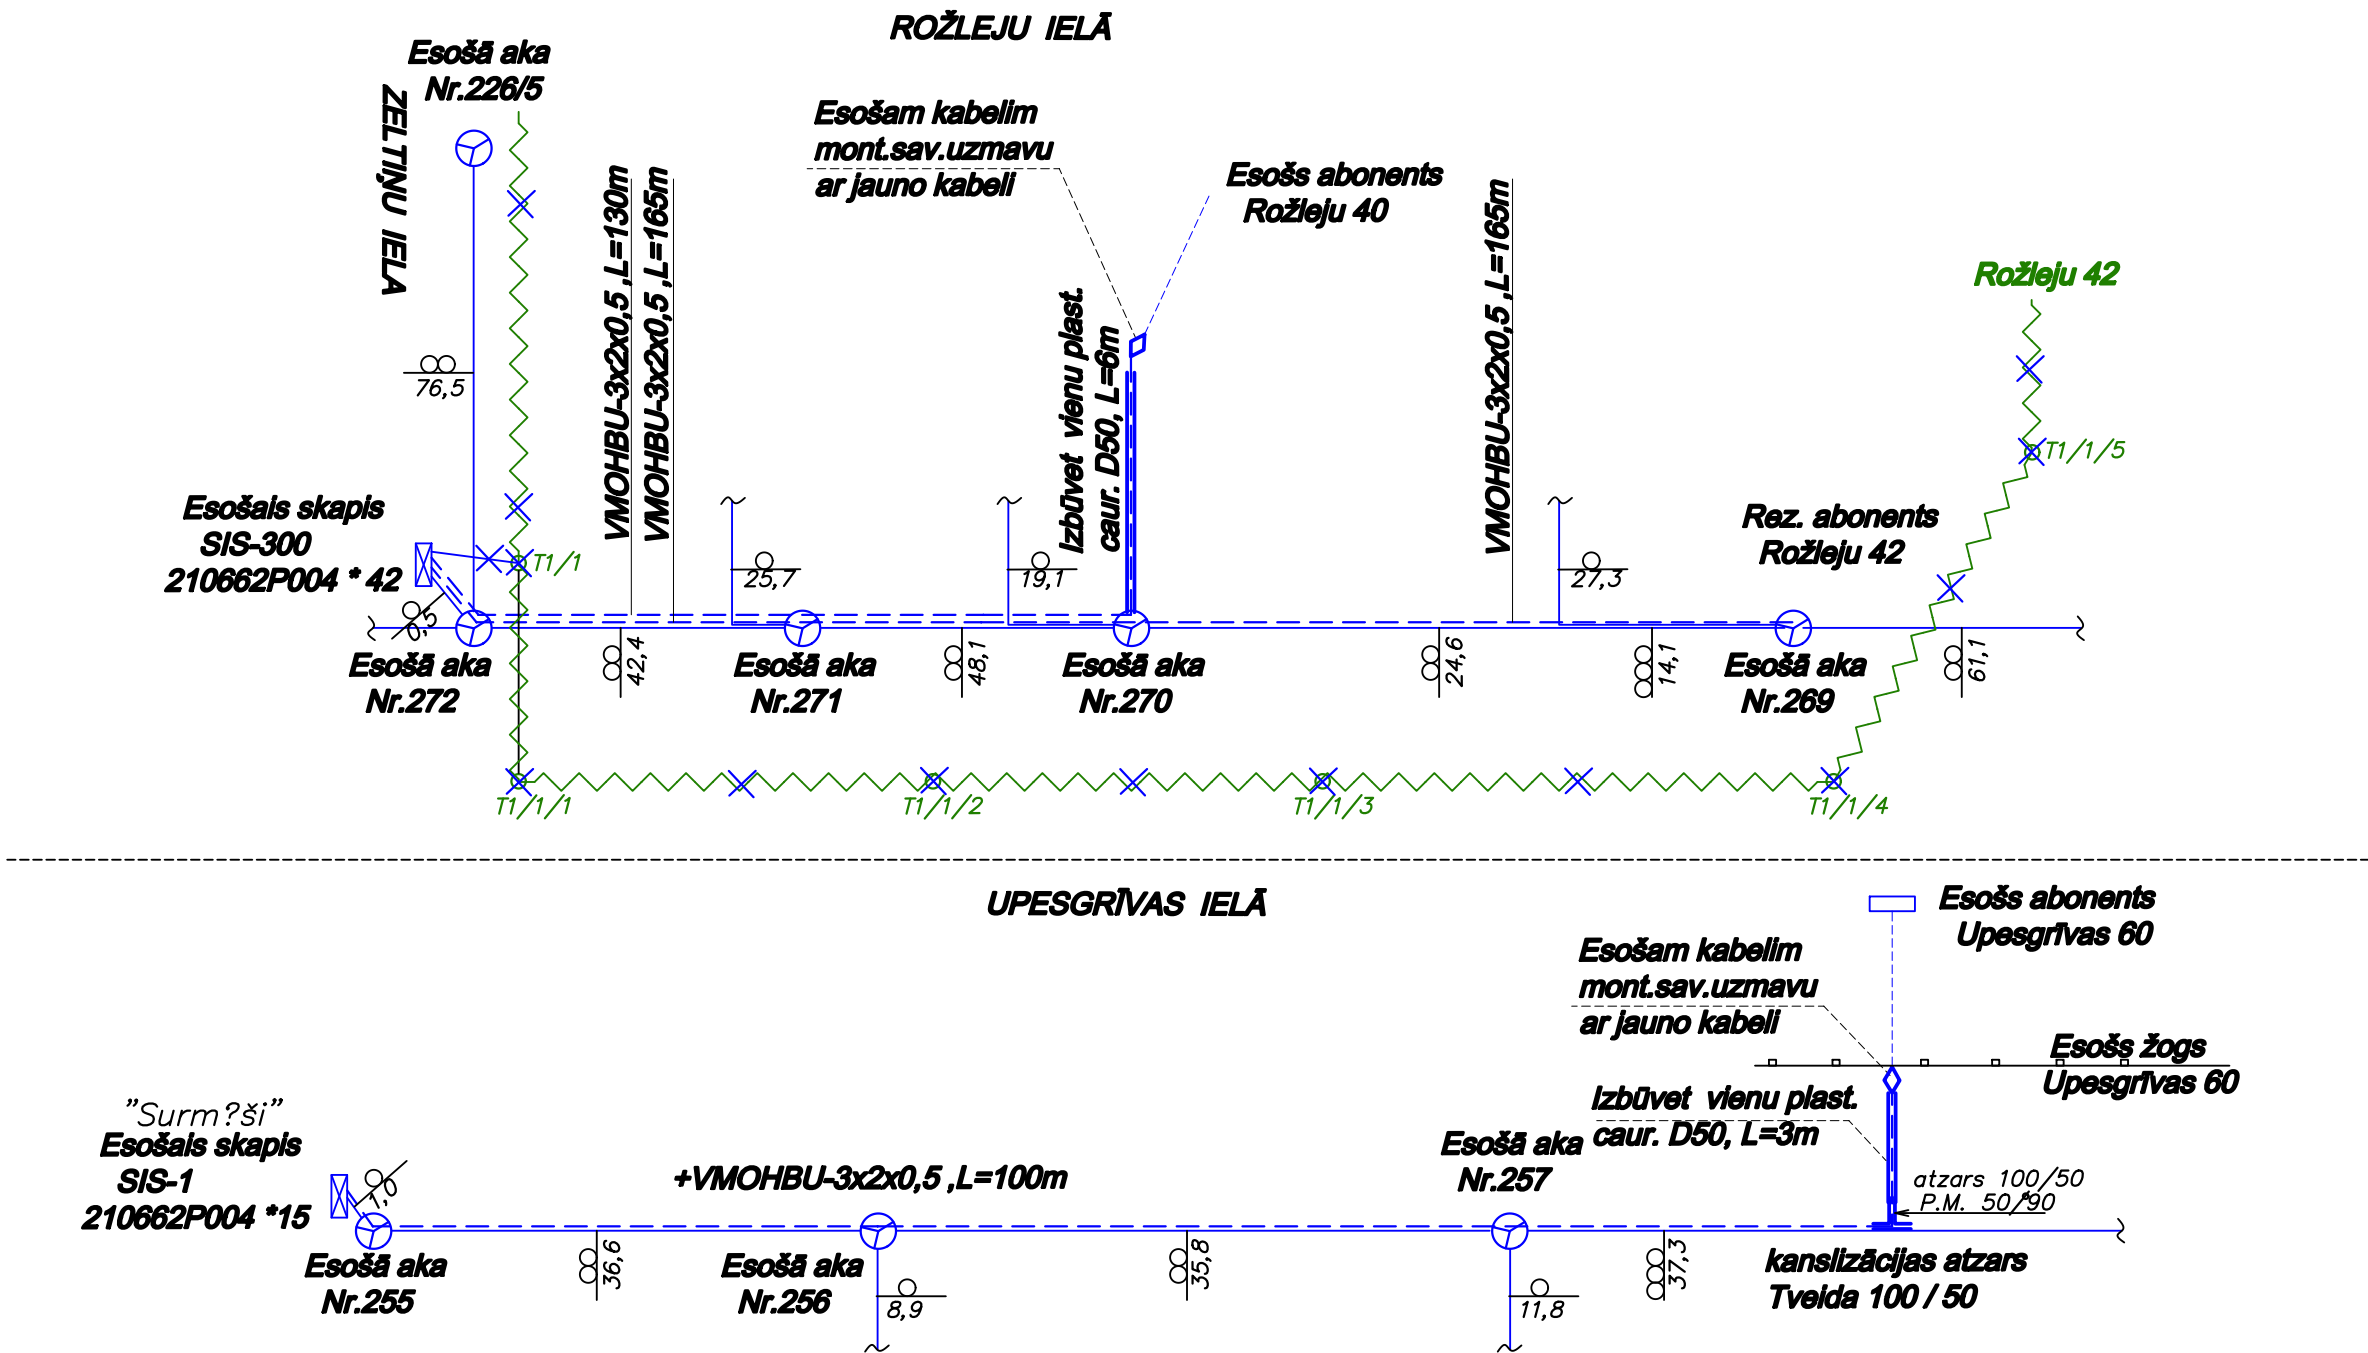 ROŽLEJU IELĀ
Esošā aka
Nr.226/5
ZELTIŅU IELA
Esošam kabelim
mont.sav.uzmavu
ar jauno kabeli
Esošs abonents
Rožleju 40
VMOHBU-3x2x0,5 ,L=130m
VMOHBU-3x2x0,5 ,L=165m
Izbūvet vienu plast.
caur. D50, L=6m
VMOHBU-3x2x0,5 ,L=165m
Rožleju 42
76,5
T1/1/5
Esošais skapis
SIS-300
210662P004 * 42
T1/1
0,5
25,7
19,1
27,3
Rez. abonents
Rožleju 42
Esošā aka
Nr.272
42,4
Esošā aka
Nr.271
48,1
Esošā aka
Nr.270
24,6
14,1
Esošā aka
Nr.269
61,1
T1/1/1
T1/1/2
T1/1/3
T1/1/4
UPESGRĪVAS IELĀ
Esošs abonents
Upesgrīvas 60
Esošam kabelim
mont.sav.uzmavu
ar jauno kabeli
Esošs žogs
Upesgrīvas 60
Izbūvet vienu plast.
caur. D50, L=3m
"Surm?ši"
Esošais skapis
SIS-1
210662P004 *15
1,0
+VMOHBU-3x2x0,5 ,L=100m
Esošā aka
Nr.257
atzars 100/50
P.M. 50/90
Esošā aka
Nr.255
36,6
Esošā aka
Nr.256
8,9
35,8
11,8
37,3
kanslizācijas atzars
Tveida 100 / 50